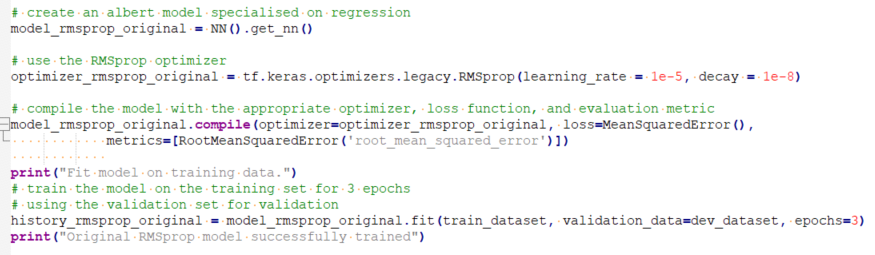 # create an albert model specialised on regression
model_rmsprop_original = NN().get_nn()
# use the RMSprop optimizer
optimizer_rmsprop_original = tf.keras.optimizers.legacy.RMSprop(learning_rate = 1e-5, decay = 1e-8)
# compile the model with the appropriate optimizer, loss function, and evaluation metric
model_rmsprop_original.compile(optimizer=optimizer_rmsprop_original, loss=MeanSquaredError(),
            metrics=[RootMeanSquaredError('root_mean_squared_error')])
print("Fit model on training data.")
# train the model on the training set for 3 epochs
# using the validation set for validation
history_rmsprop_original = model_rmsprop_original.fit(train_dataset, validation_data=dev_dataset, epochs=3)
print("Original RMSprop model successfully trained")